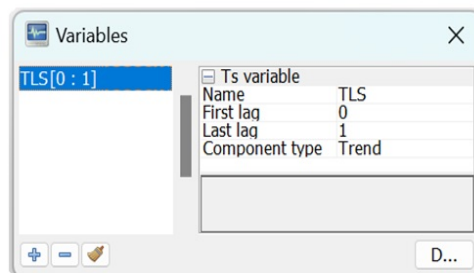 Variables
TLS[0 : 1]
Ts variable
Name TLS
First lag 0
Last lag 1
Component type Trend
D...